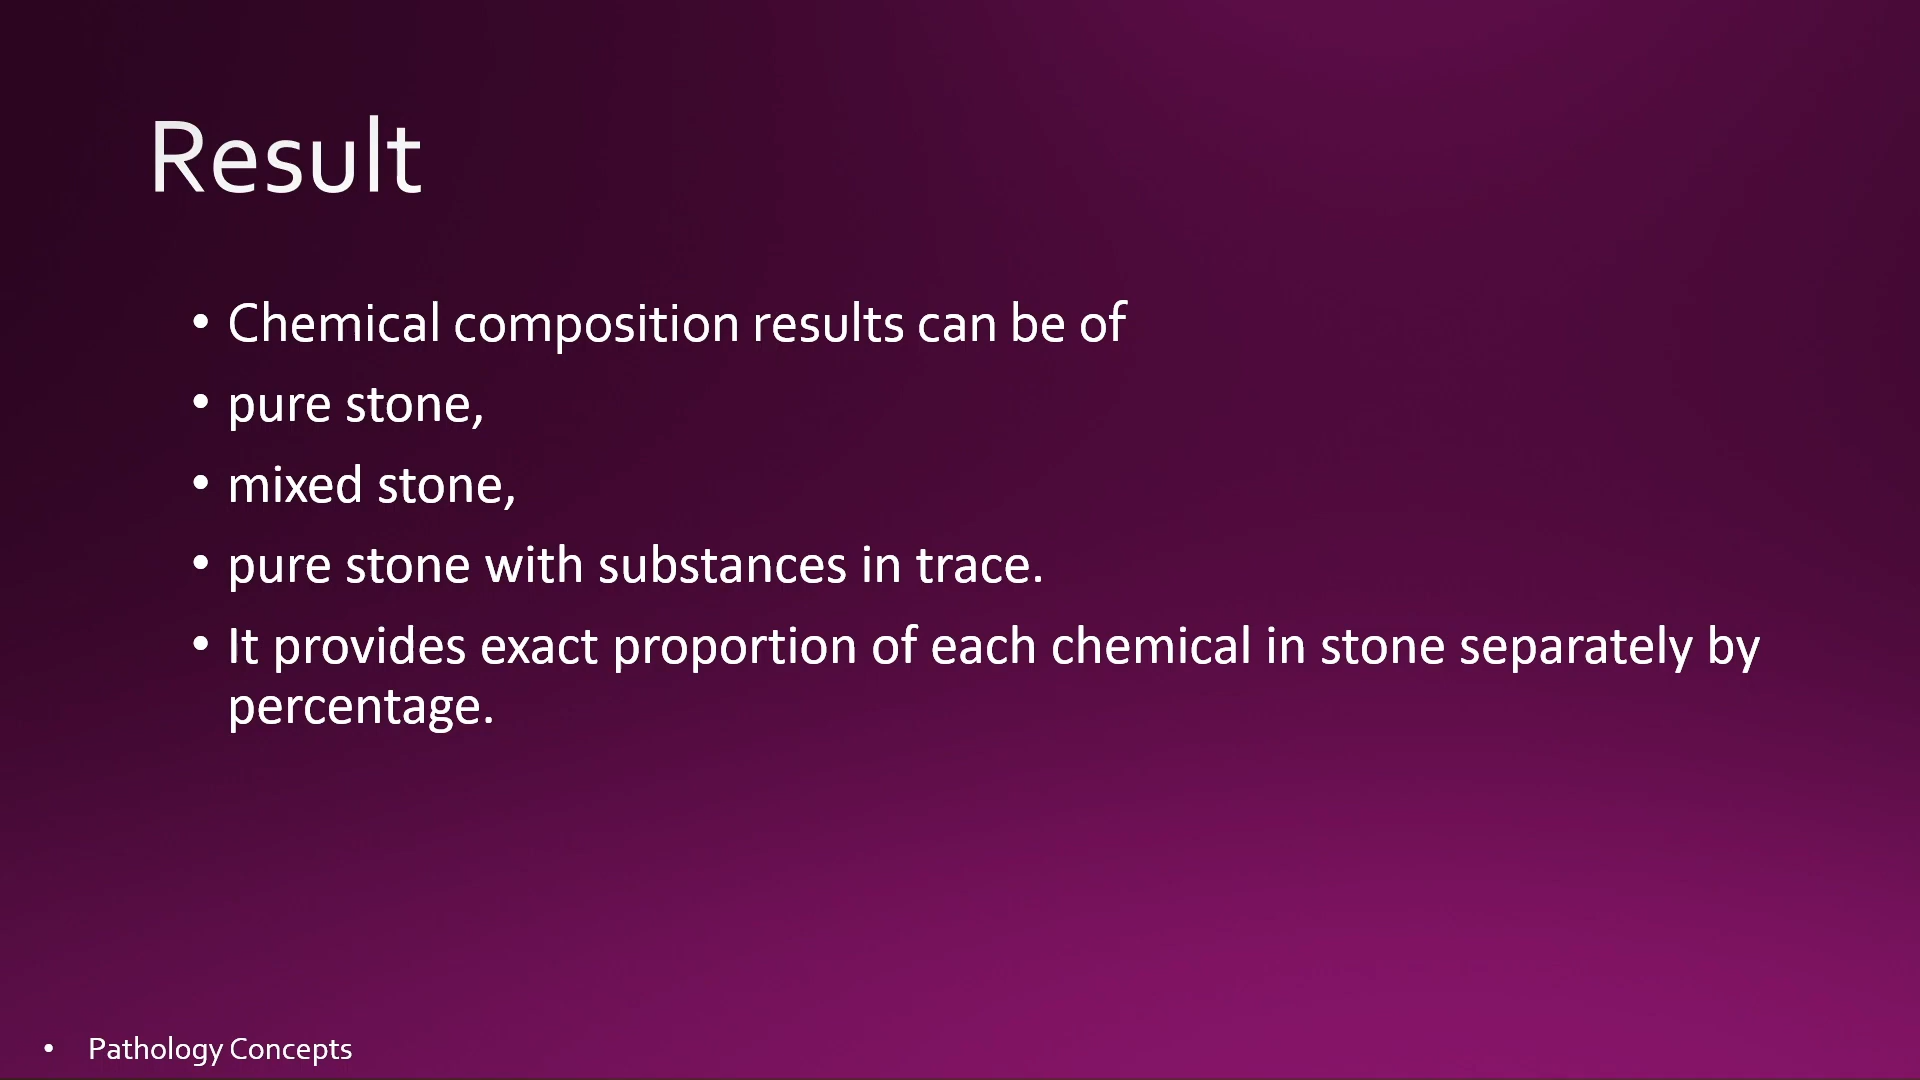 Result
• Chemical composition results can be of
• pure stone,
• mixed stone,
• pure stone with substances in trace.
• It provides exact proportion of each chemical in stone separately by
percentage.
• Pathology Concepts